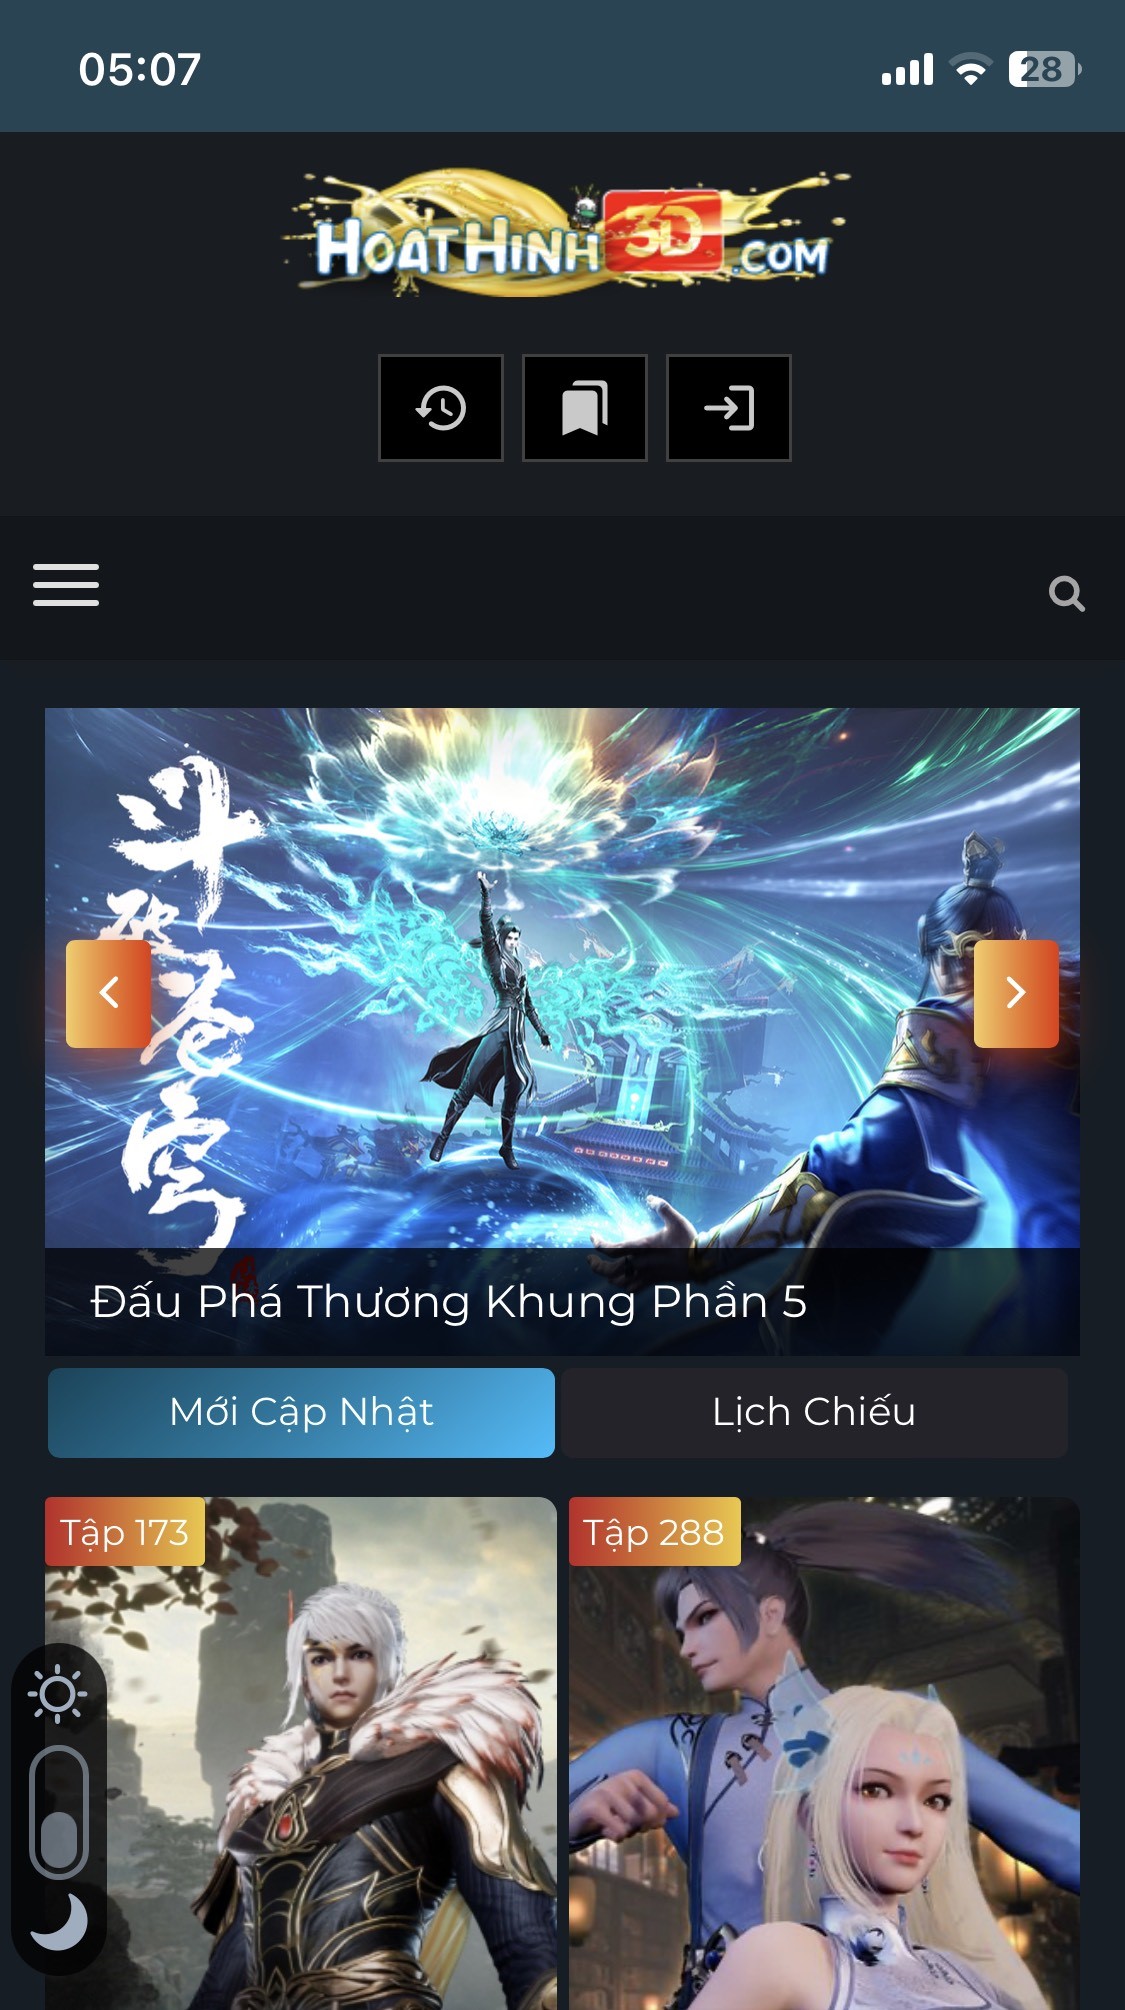 05:07
28
HOATHINH3D.COM
斗
破
苍
穹
Đấu Phá Thương Khung Phần 5
Mới Cập Nhật
Lịch Chiếu
Tập 173
Tập 288